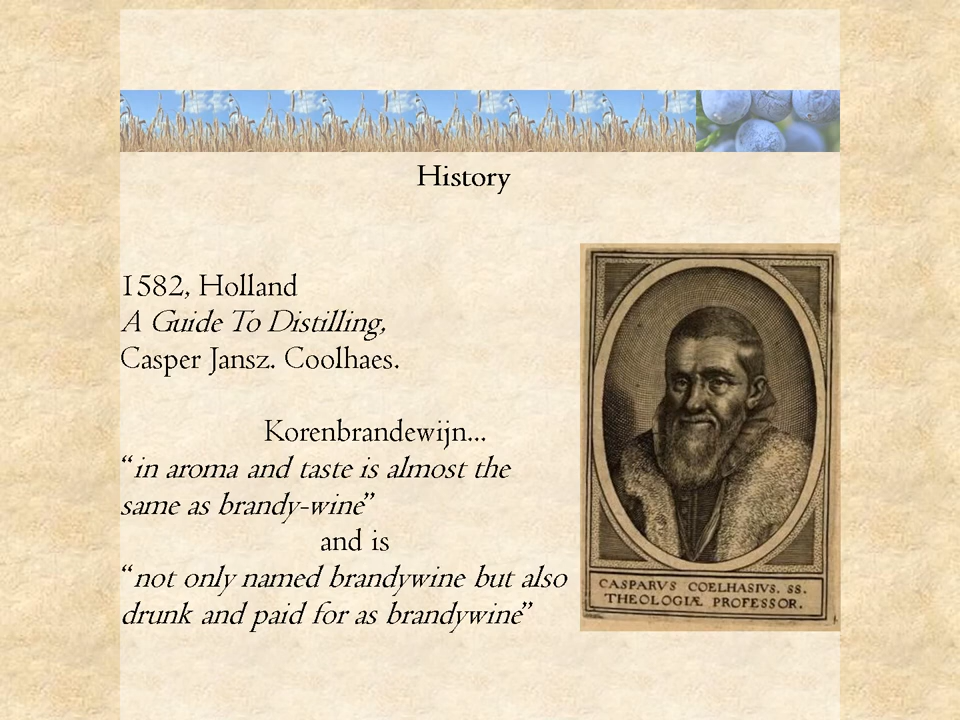 History
1582, Holland
A Guide To Distilling,
Casper Jansz. Coolhaes.
Korenbrandewijn...
“in aroma and taste is almost the
same as brandy-wine”
and is
“not only named brandywine but also
drunk and paid for as brandywine”
CASPARVS COELHASIVS. SS.
THEOLOGIÆ PROFESSOR.